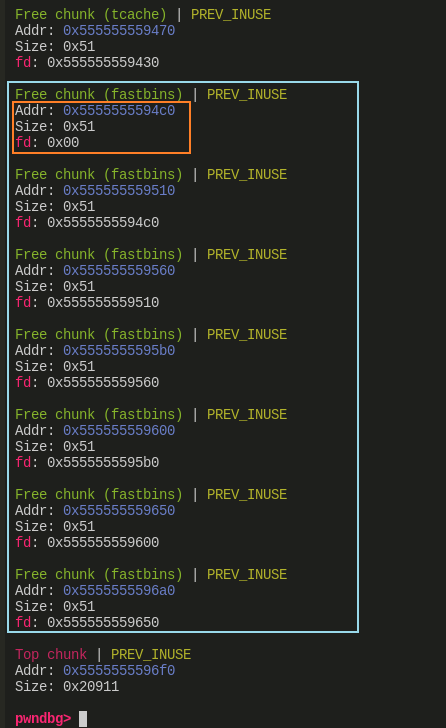 Free chunk (tcache) | PREV_INUSE
Addr: 0x555555559470
Size: 0x51
fd: 0x555555559430
Free chunk (fastbins) | PREV_INUSE
Addr: 0x5555555594c0
Size: 0x51
fd: 0x00
Free chunk (fastbins) | PREV_INUSE
Addr: 0x555555559510
Size: 0x51
fd: 0x5555555594c0
Free chunk (fastbins) | PREV_INUSE
Addr: 0x555555559560
Size: 0x51
fd: 0x555555559510
Free chunk (fastbins) | PREV_INUSE
Addr: 0x5555555595b0
Size: 0x51
fd: 0x555555559560
Free chunk (fastbins) | PREV_INUSE
Addr: 0x555555559600
Size: 0x51
fd: 0x5555555595b0
Free chunk (fastbins) | PREV_INUSE
Addr: 0x555555559650
Size: 0x51
fd: 0x555555559600
Free chunk (fastbins) | PREV_INUSE
Addr: 0x5555555596a0
Size: 0x51
fd: 0x555555559650
Top chunk | PREV_INUSE
Addr: 0x5555555596f0
Size: 0x20911
pwndbg>